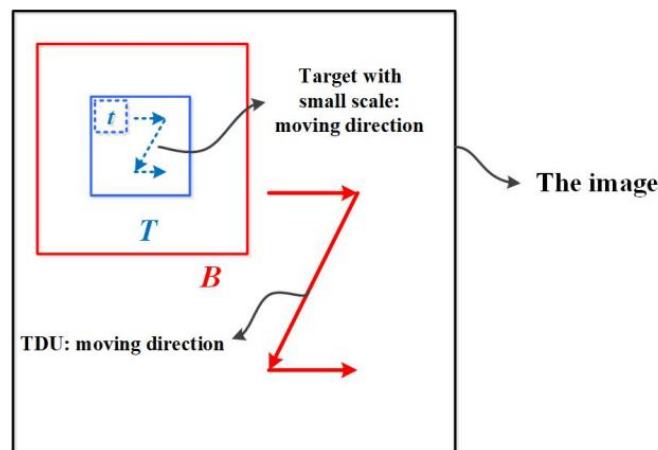 Target with
small scale:
moving direction
t
The image
T
B
TDU: moving direction